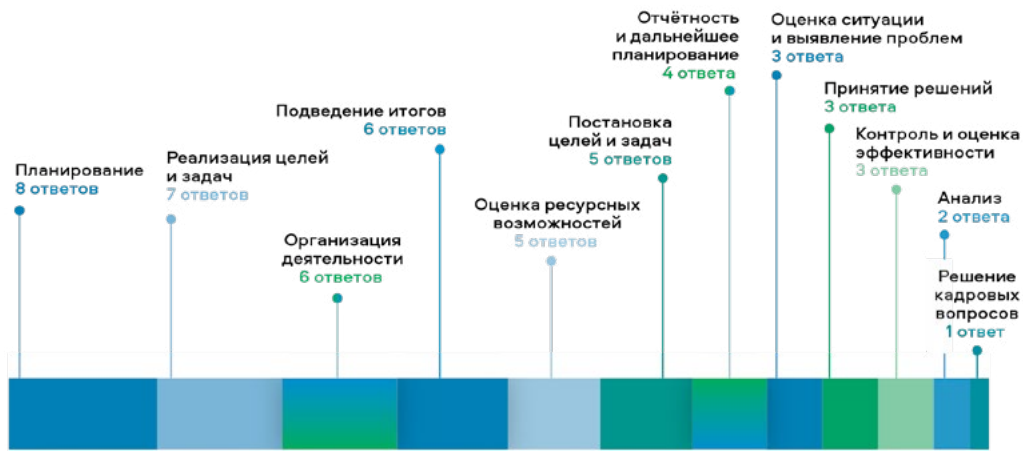 Планирование
8 ответов
Реализация целей
и задач
7 ответов
Организация
деятельности
6 ответов
Подведение итогов
6 ответов
Оценка ресурсных
возможностей
5 ответов
Постановка
целей и задач
5 ответов
Отчётность
и дальнейшее
планирование
4 ответа
Оценка ситуации
и выявление проблем
3 ответа
Принятие решений
3 ответа
Контроль и оценка
эффективности
3 ответа
Анализ
2 ответа
Решение
кадровых
вопросов
1 ответ